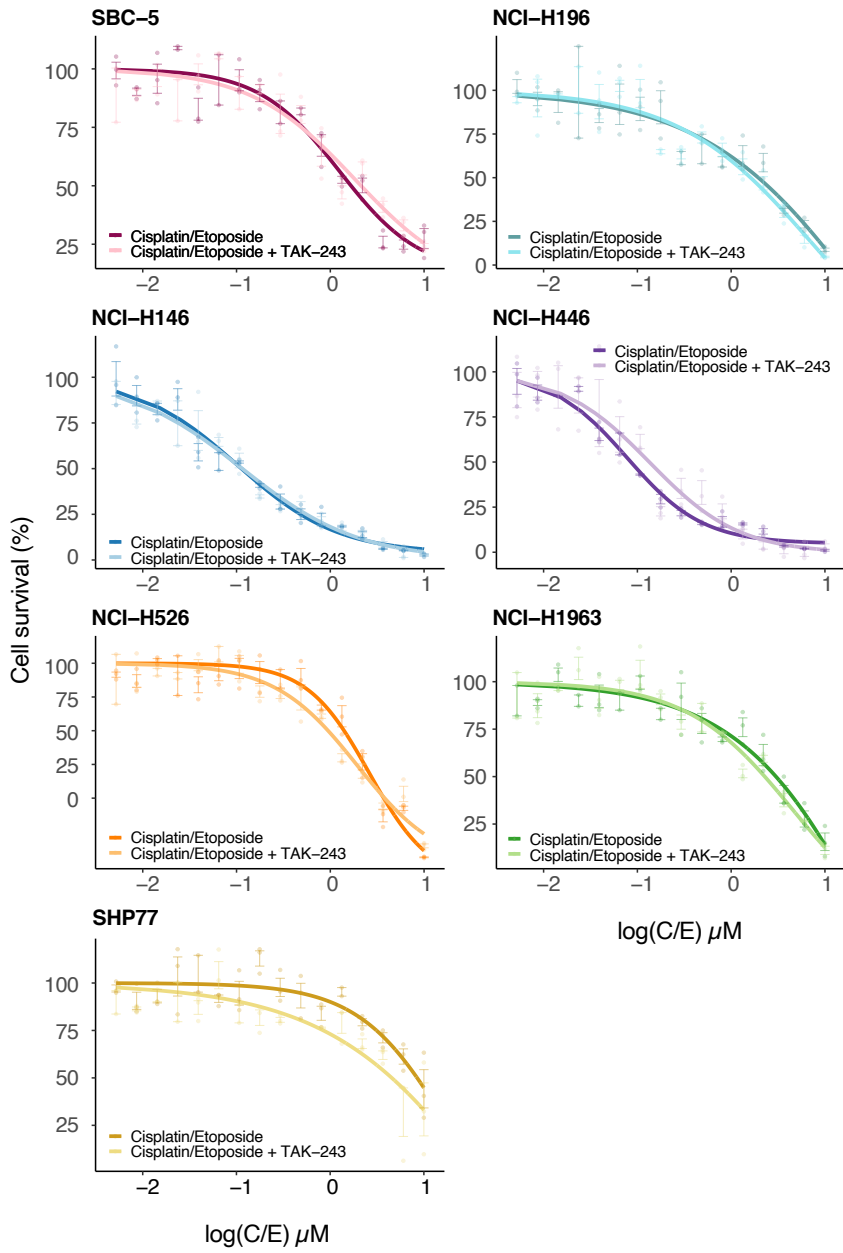 SBC−5
100
75
50
25
Cisplatin/Etoposide
Cisplatin/Etoposide + TAK−243
−2 −1 0 1
NCI−H196
100
75
50
25
0
Cisplatin/Etoposide
Cisplatin/Etoposide + TAK−243
−2 −1 0 1
NCI−H146
100
75
50
25
0
Cisplatin/Etoposide
Cisplatin/Etoposide + TAK−243
−2 −1 0 1
NCI−H446
100
75
50
25
0
Cisplatin/Etoposide
Cisplatin/Etoposide + TAK−243
−2 −1 0 1
Cell survival (%)
NCI−H526
100
75
50
25
0
Cisplatin/Etoposide
Cisplatin/Etoposide + TAK−243
−2 −1 0 1
NCI−H1963
100
75
50
25
Cisplatin/Etoposide
Cisplatin/Etoposide + TAK−243
−2 −1 0 1
log(C/E) µM
SHP77
100
75
50
25
Cisplatin/Etoposide
Cisplatin/Etoposide + TAK−243
−2 −1 0 1
log(C/E) µM